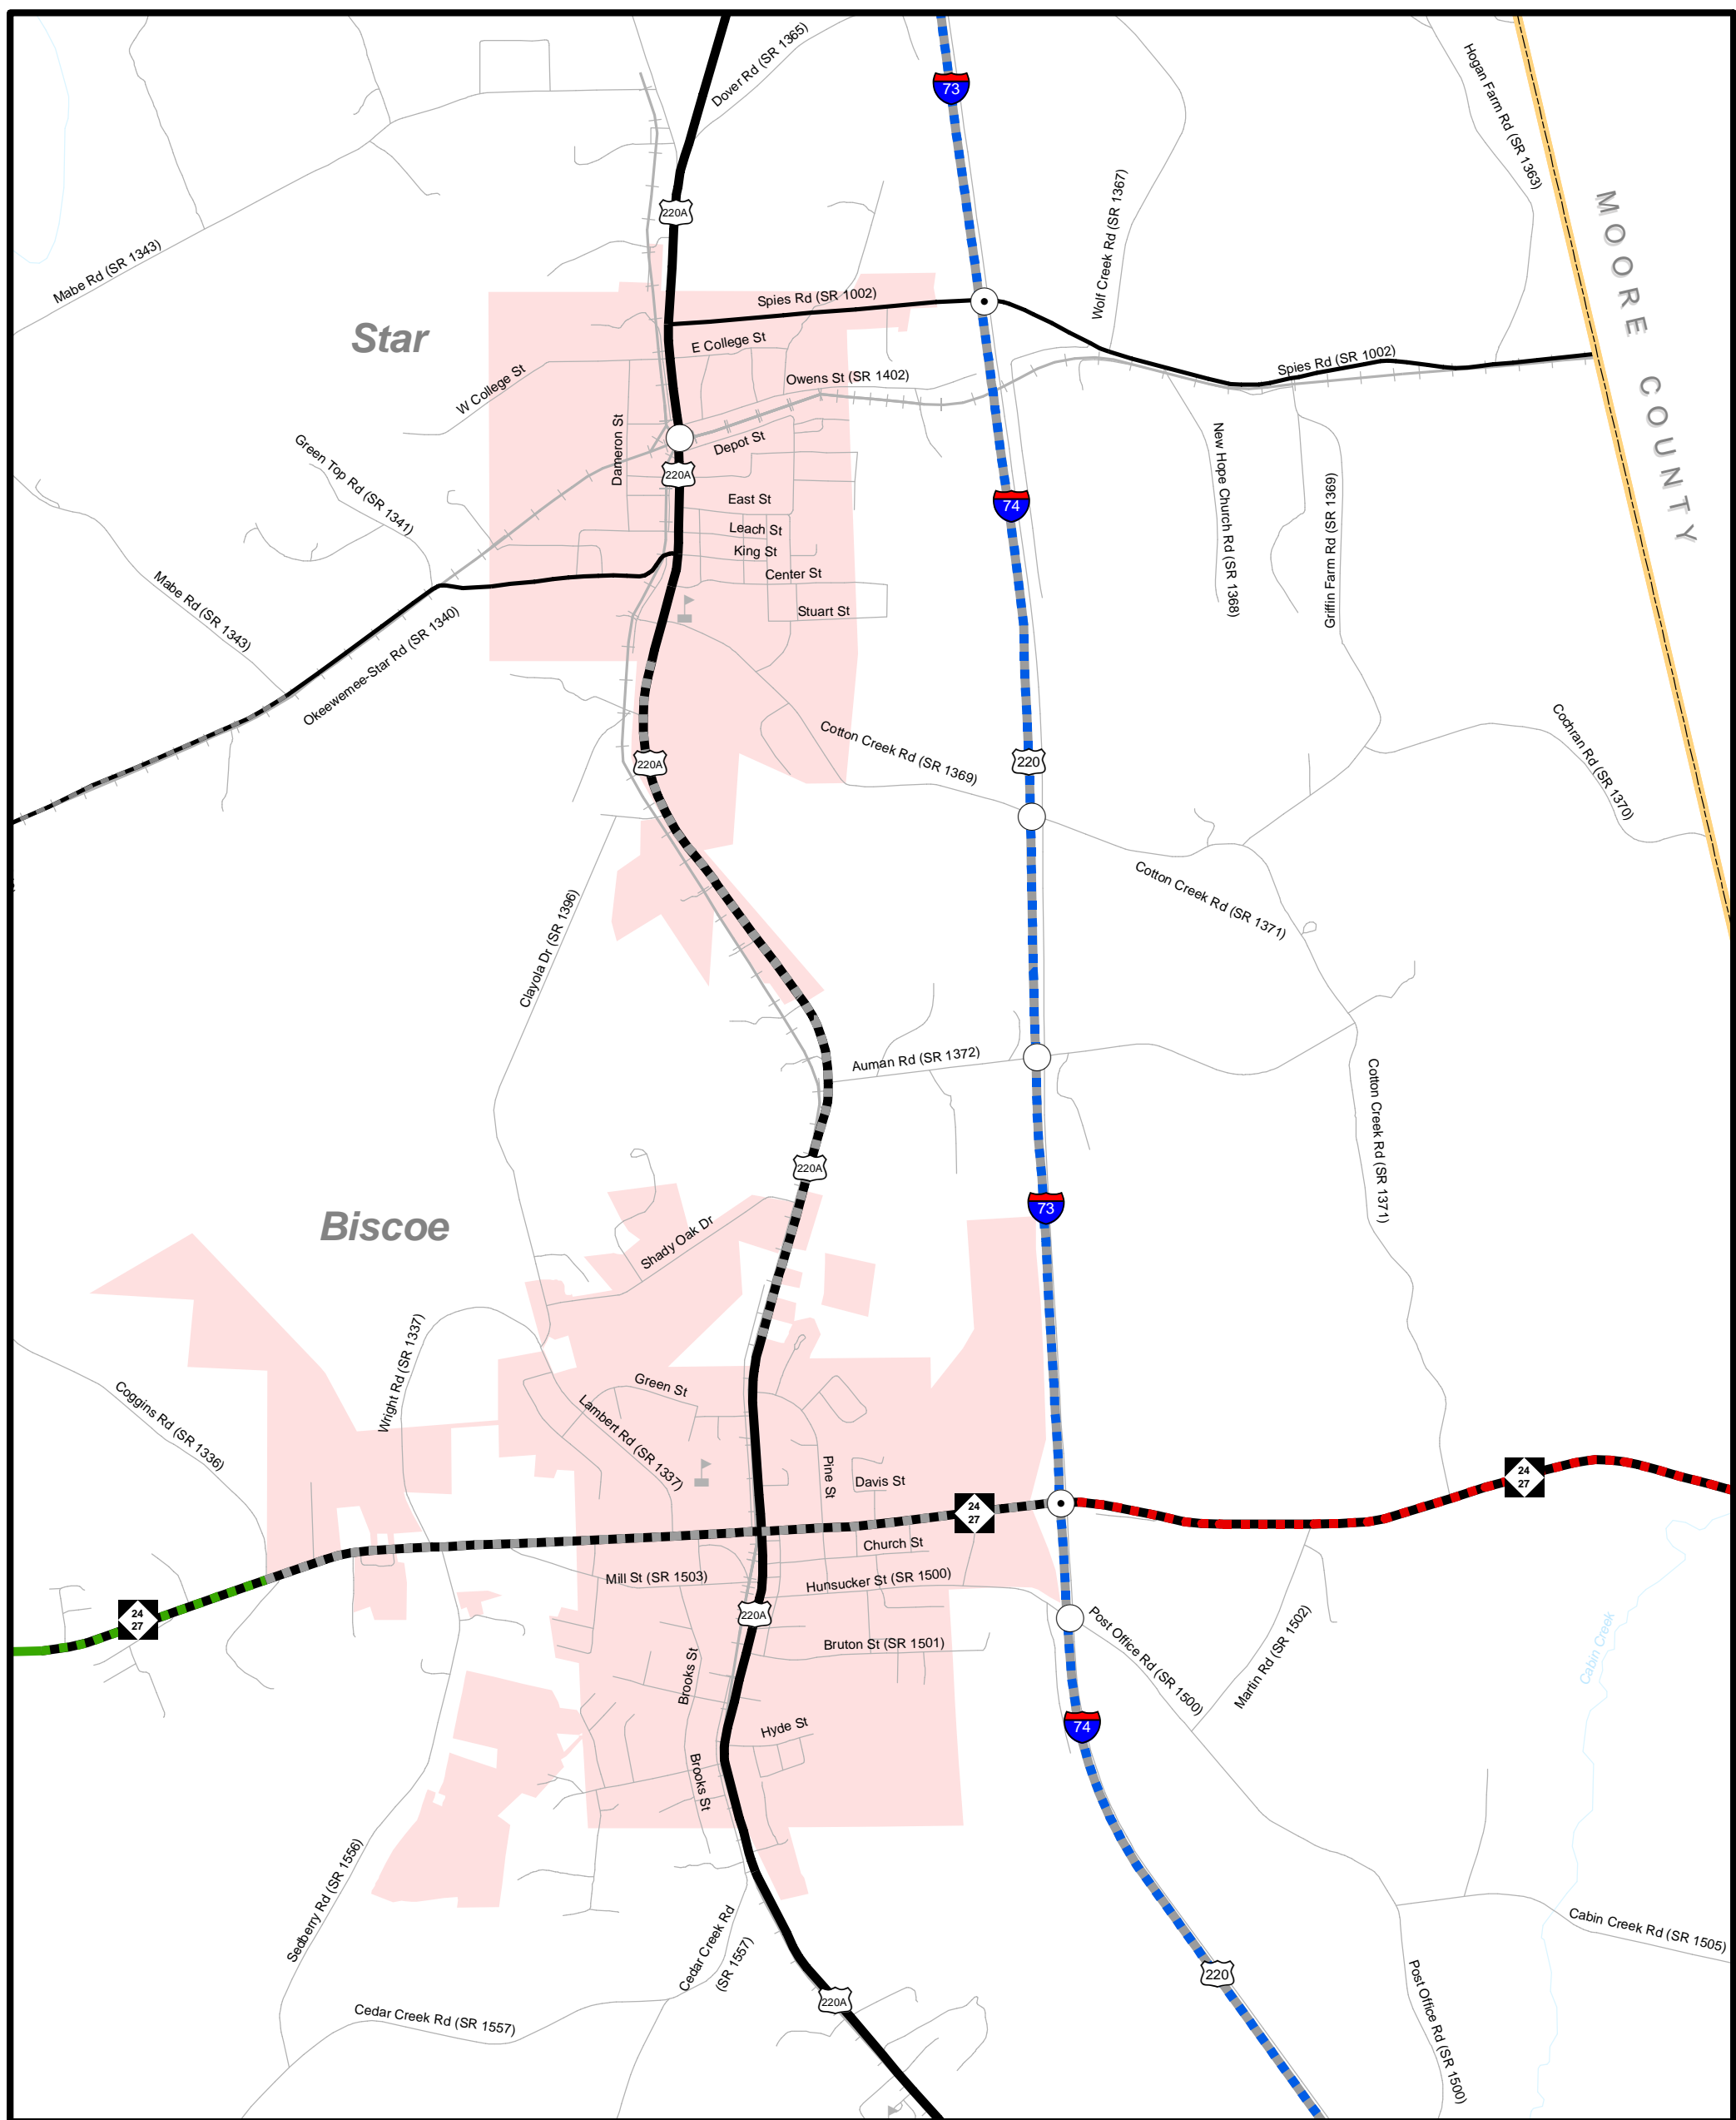 Dover Rd (SR 1365)
73
Hogan Farm Rd (SR 1363)
220A
Wolf Creek Rd (SR 1367)
Mabe Rd (SR 1343)
MOORE COUNTY
Star
Spies Rd (SR 1002)
E College St
Spies Rd (SR 1002)
W College St
Owens St (SR 1402)
Dameron St
Depot St
Green Top Rd (SR 1341)
220A
New Hope Church Rd (SR 1368)
Griffin Farm Rd (SR 1369)
East St
74
Leach St
King St
Center St
Stuart St
Mabe Rd (SR 1343)
Okeewemee-Star Rd (SR 1340)
Cotton Creek Rd (SR 1369)
220A
220
Cochran Rd (SR 1370)
Cotton Creek Rd (SR 1371)
Clayola Dr (SR 1396)
Auman Rd (SR 1372)
Cotton Creek Rd (SR 1371)
220A
73
Biscoe
Shady Oak Dr
Wright Rd (SR 1337)
Coggins Rd (SR 1336)
Green St
Lambert Rd (SR 1337)
Pine St
Davis St
24
27
24
27
Church St
Mill St (SR 1503)
Hunsucker St (SR 1500)
24
27
220A
Post Office Rd (SR 1500)
Martin Rd (SR 1502)
Cabin Creek
Bruton St (SR 1501)
Brooks St
Hyde St
74
Brooks St
Sedberry Rd (SR 1556)
Cedar Creek Rd
(SR 1557)
Cabin Creek Rd (SR 1505)
220
220A
Cedar Creek Rd (SR 1557)
Post Office Rd (SR 1500)